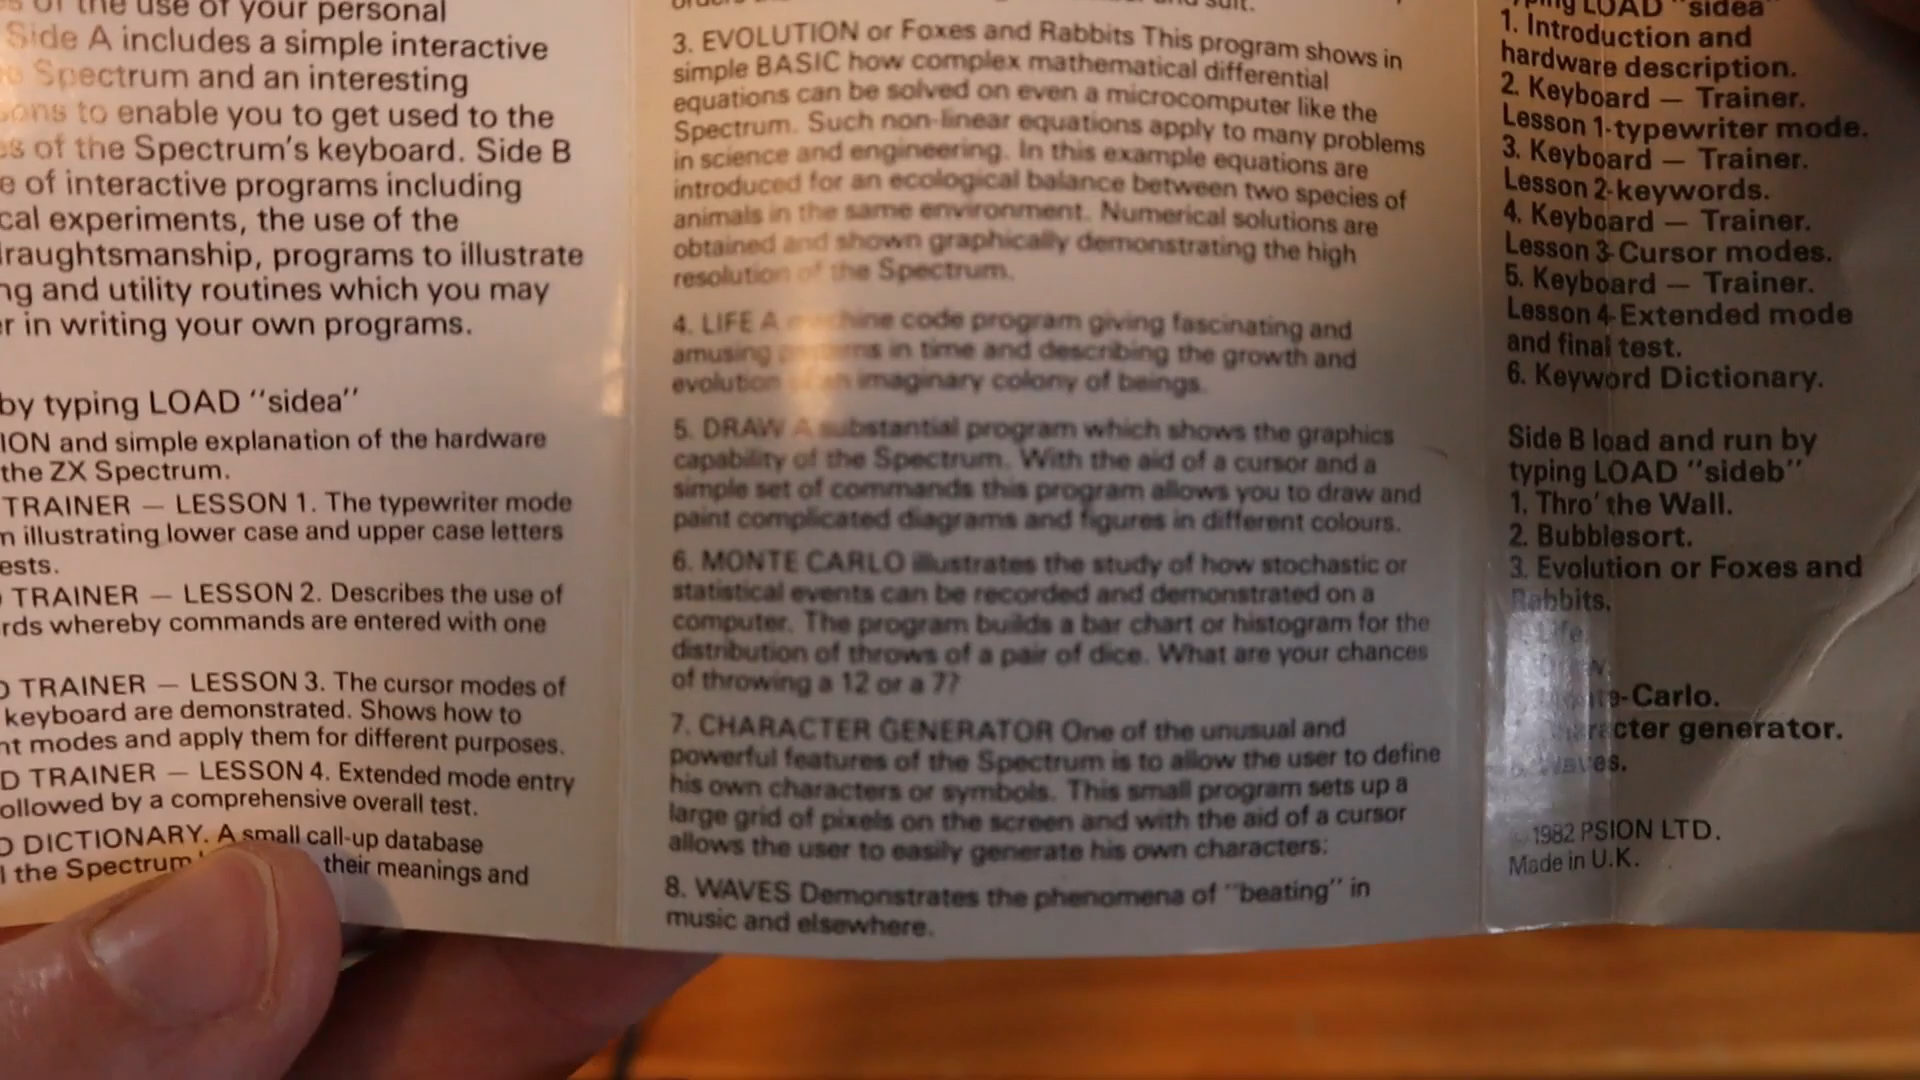 of the use of your personal
Side A includes a simple interactive
Spectrum and an interesting
to enable you to get used to the
of the Spectrum's keyboard. Side B
of interactive programs including
experiments, the use of the
raughtsmanship, programs to illustrate
and utility routines which you may
in writing your own programs.
by typing LOAD "sidea"
ION and simple explanation of the hardware
the ZX Spectrum.
TRAINER — LESSON 1. The typewriter mode
illustrating lower case and upper case letters
ests.
TRAINER — LESSON 2. Describes the use of
rds whereby commands are entered with one
TRAINER — LESSON 3. The cursor modes of
keyboard are demonstrated. Shows how to
nt modes and apply them for different purposes.
D TRAINER — LESSON 4. Extended mode entry
ollowed by a comprehensive overall test.
DICTIONARY. A small call-up database
the Spectrum their meanings and
suit.
3. EVOLUTION or Foxes and Rabbits This program shows in
simple BASIC how complex mathematical differential
equations can be solved on even a microcomputer like the
Spectrum. Such non-linear equations apply to many problems
in science and engineering. In this example equations are
introduced for an ecological balance between two species of
animals in the same environment. Numerical solutions are
obtained and shown graphically demonstrating the high
resolution of the Spectrum.
4. LIFE A machine code program giving fascinating and
amusing in time and describing the growth and
evolution imaginary colony of beings.
5. DRAW A substantial program which shows the graphics
capability of the Spectrum. With the aid of a cursor and a
simple set of commands this program allows you to draw and
paint complicated diagrams and figures in different colours.
6. MONTE CARLO illustrates the study of how stochastic or
statistical events can be recorded and demonstrated on a
computer. The program builds a bar chart or histogram for the
distribution of throws of a pair of dice. What are your chances
of throwing a 12 or a 7?
7. CHARACTER GENERATOR One of the unusual and
powerful features of the Spectrum is to allow the user to define
his own characters or symbols. This small program sets up a
large grid of pixels on the screen and with the aid of a cursor
allows the user to easily generate his own characters:
8. WAVES Demonstrates the phenomena of "beating" in
music and elsewhere.
LOAD "sidea"
1. Introduction and
hardware description.
2. Keyboard — Trainer.
Lesson 1-typewriter mode.
3. Keyboard — Trainer.
Lesson 2-keywords.
4. Keyboard — Trainer.
Lesson 3-Cursor modes.
5. Keyboard — Trainer.
Lesson 4-Extended mode
and final test.
6. Keyword Dictionary.
Side B load and run by
typing LOAD "sideb"
1. Thro' the Wall.
2. Bubblesort.
3. Evolution or Foxes and
Rabbits.
Life.
-Carlo.
cter generator.
Waves.
1982 PSION LTD.
Made in U.K.